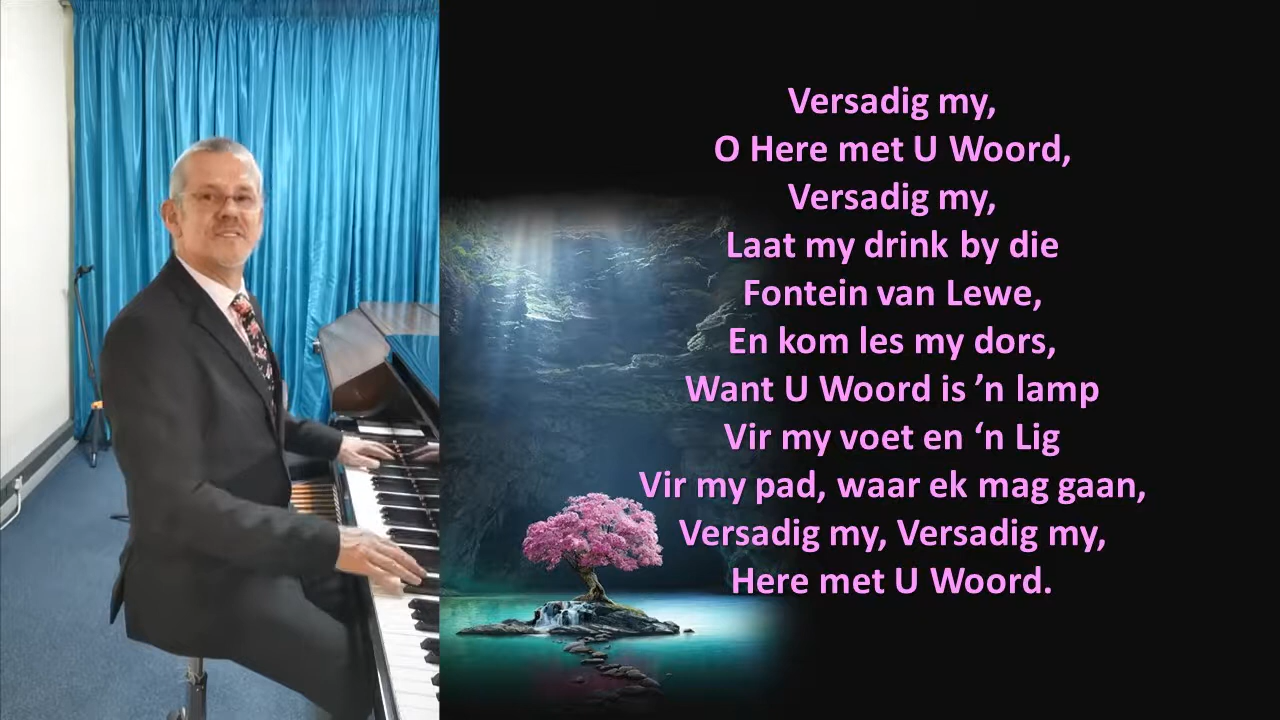 Versadig my,
O Here met U Woord,
Versadig my,
Laat my drink by die
Fontein van Lewe,
En kom les my dors,
Want U Woord is ’n lamp
Vir my voet en ‘n Lig
Vir my pad, waar ek mag gaan,
Versadig my, Versadig my,
Here met U Woord.